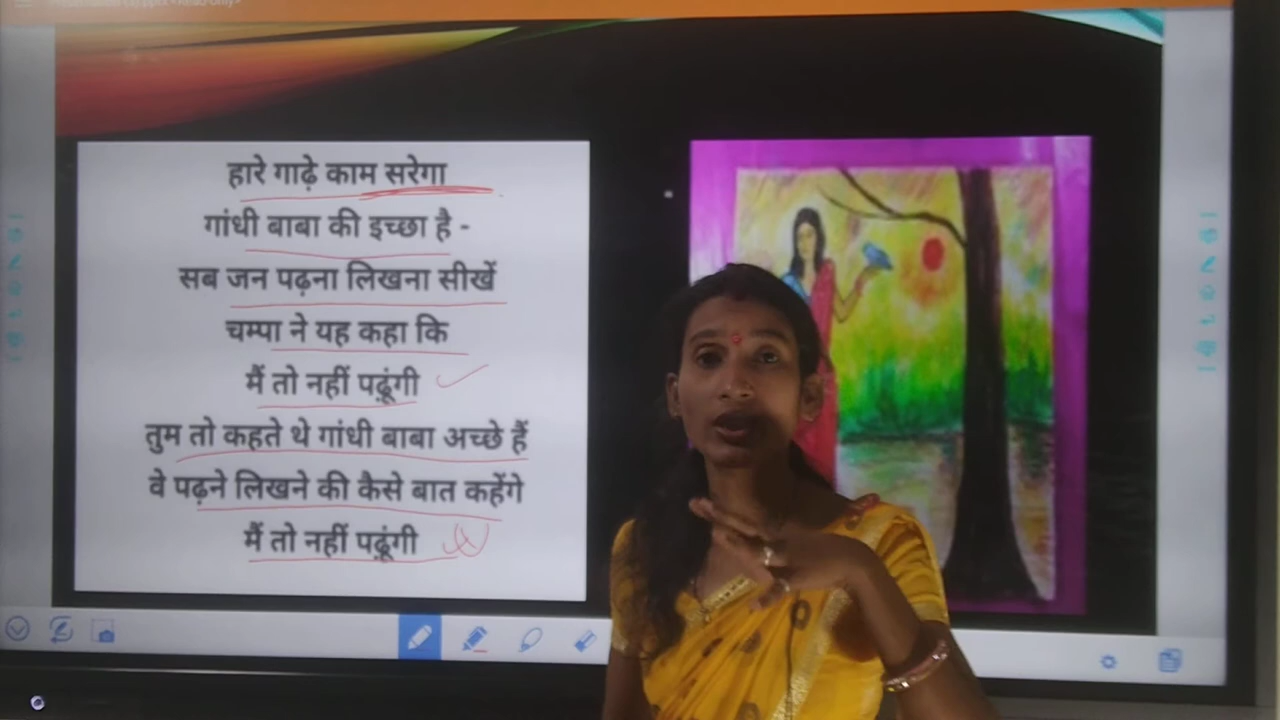 हारे गाढ़े काम सरेगा
गांधी बाबा की इच्छा है -
सब जन पढ़ना लिखना सीखें
चम्पा ने यह कहा कि
मैं तो नहीं पढ़ूंगी
तुम तो कहते थे गांधी बाबा अच्छे हैं
वे पढ़ने लिखने की कैसे बात कहेंगे
मैं तो नहीं पढ़ूंगी